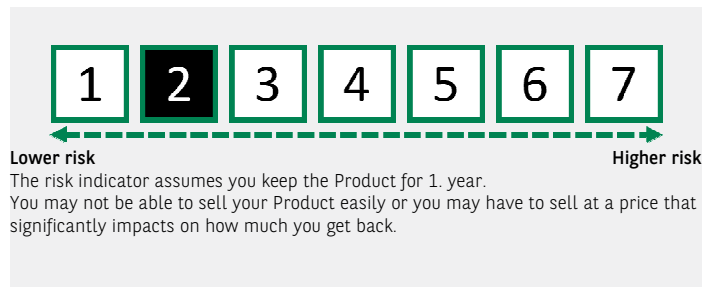 1 2 3 4 5 6 7
Lower risk Higher risk
The risk indicator assumes you keep the Product for 1. year.
You may not be able to sell your Product easily or you may have to sell at a price that
significantly impacts on how much you get back.